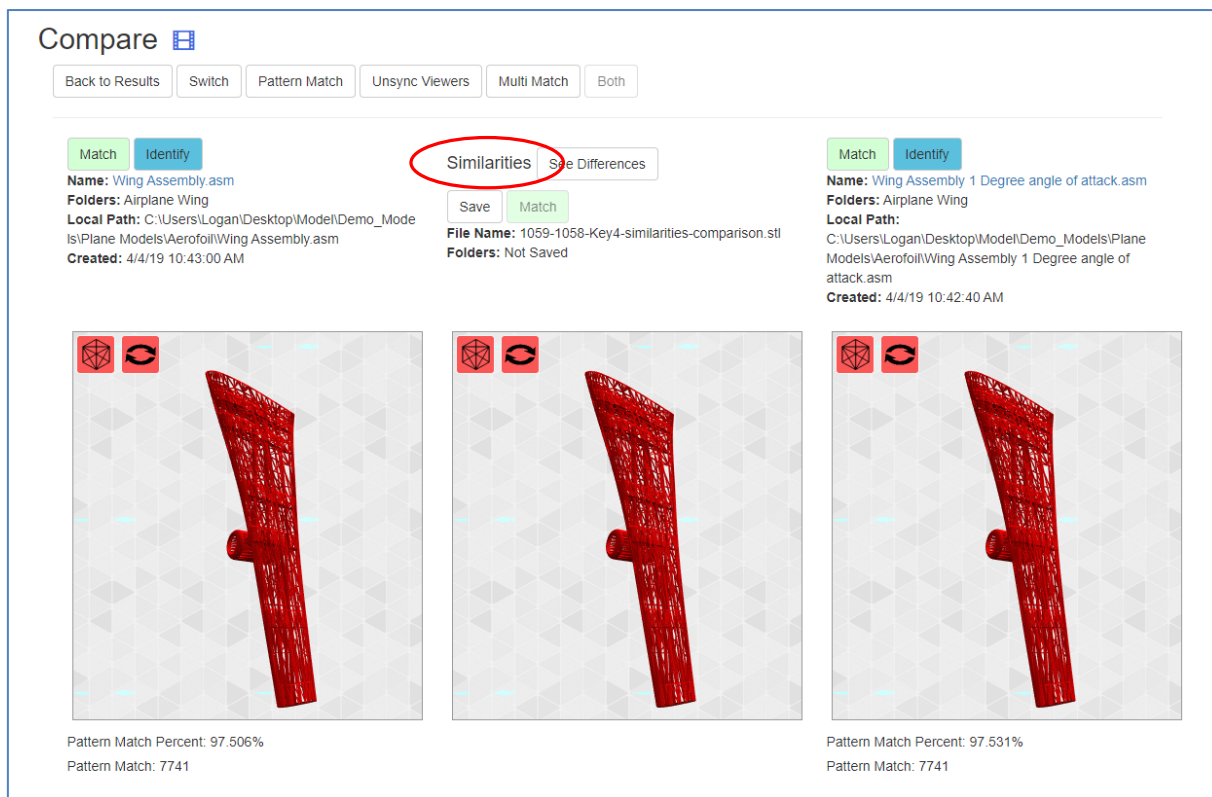 Compare
Back to Results Switch Pattern Match Unsync Viewers Multi Match Both
Match Identify
Name: Wing Assembly.asm
Folders: Airplane Wing
Local Path: C:\Users\Logan\Desktop\Model\Demo_Mode
ls\Plane Models\Aerofoil\Wing Assembly.asm
Created: 4/4/19 10:43:00 AM
Similarities See Differences
Save Match
File Name: 1059-1058-Key4-similarities-comparison.stl
Folders: Not Saved
Match Identify
Name: Wing Assembly 1 Degree angle of attack.asm
Folders: Airplane Wing
Local Path:
C:\Users\Logan\Desktop\Model\Demo_Models\Plane
Models\Aerofoil\Wing Assembly 1 Degree angle of
attack.asm
Created: 4/4/19 10:42:40 AM
Pattern Match Percent: 97.506%
Pattern Match: 7741
Pattern Match Percent: 97.531%
Pattern Match: 7741